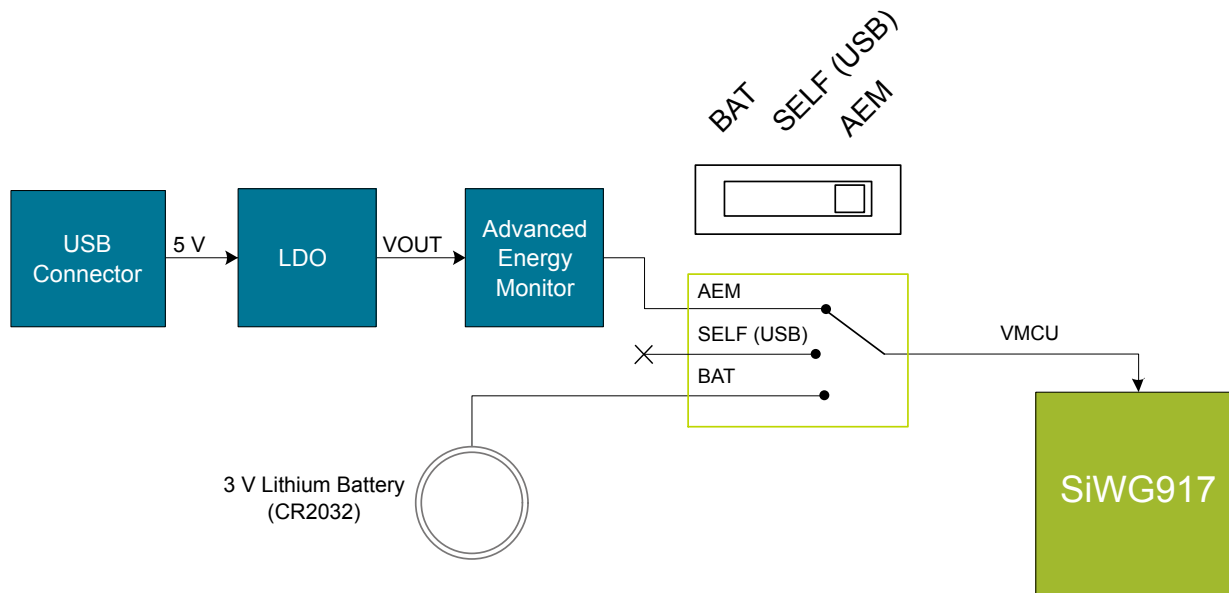 BAT
SELF (USB)
AEM
USB
Connector
5 V
LDO
VOUT
Advanced
Energy
Monitor
AEM
SELF (USB)
BAT
VMCU
3 V Lithium Battery
(CR2032)
SiWG917